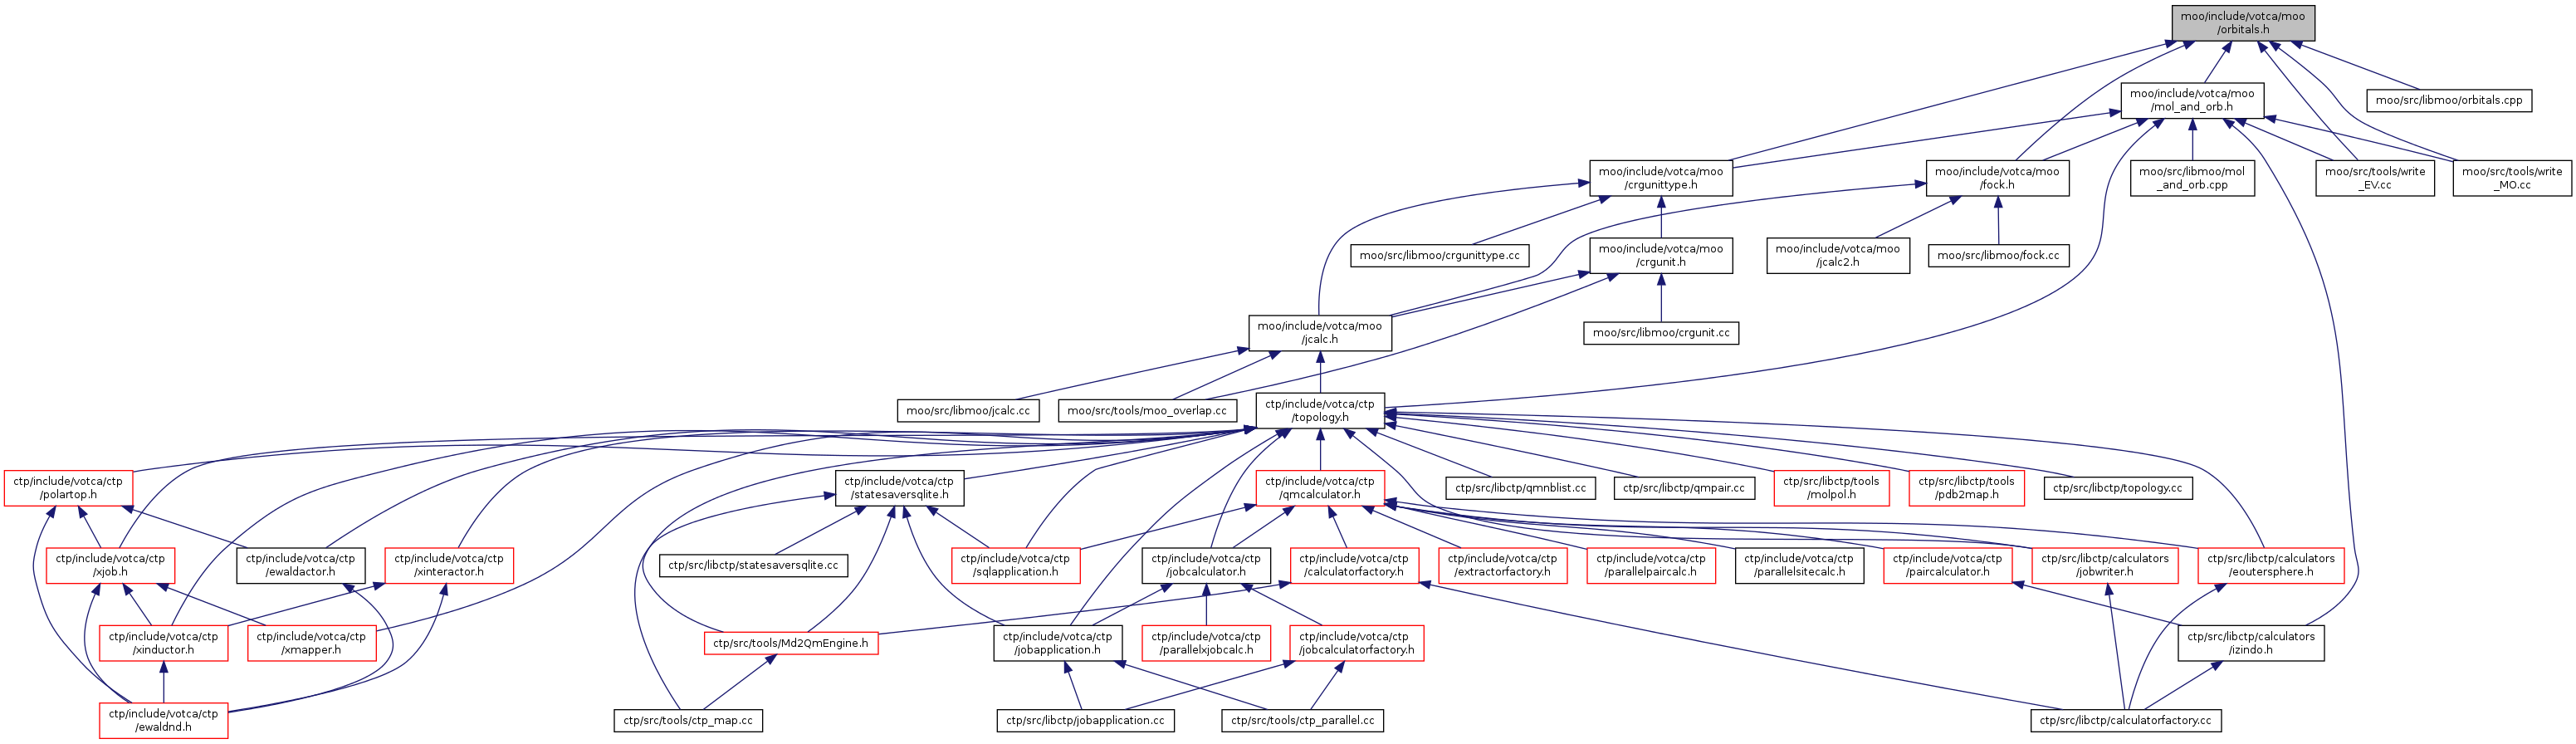 moo/include/votca/moo
/orbitals.h
moo/include/votca/moo
/mol_and_orb.h
moo/src/libmoo/orbitals.cpp
moo/include/votca/moo
/crgunittype.h
moo/include/votca/moo
/fock.h
moo/src/libmoo/mol
_and_orb.cpp
moo/src/tools/write
_EV.cc
moo/src/tools/write
_MO.cc
moo/src/libmoo/crgunittype.cc
moo/include/votca/moo
/crgunit.h
moo/include/votca/moo
/jcalc2.h
moo/src/libmoo/fock.cc
moo/include/votca/moo
/jcalc.h
moo/src/libmoo/crgunit.cc
moo/src/libmoo/jcalc.cc
moo/src/tools/moo_overlap.cc
ctp/include/votca/ctp
/topology.h
ctp/include/votca/ctp
/polartop.h
ctp/include/votca/ctp
/statesaversqlite.h
ctp/include/votca/ctp
/qmcalculator.h
ctp/src/libctp/qmnblist.cc
ctp/src/libctp/qmpair.cc
ctp/src/libctp/tools
/molpol.h
ctp/src/libctp/tools
/pdb2map.h
ctp/src/libctp/topology.cc
ctp/include/votca/ctp
/xjob.h
ctp/include/votca/ctp
/ewaldactor.h
ctp/include/votca/ctp
/xinteractor.h
ctp/src/libctp/statesaversqlite.cc
ctp/include/votca/ctp
/sqlapplication.h
ctp/include/votca/ctp
/jobcalculator.h
ctp/include/votca/ctp
/calculatorfactory.h
ctp/include/votca/ctp
/extractorfactory.h
ctp/include/votca/ctp
/parallelpaircalc.h
ctp/include/votca/ctp
/parallelsitecalc.h
ctp/include/votca/ctp
/paircalculator.h
ctp/src/libctp/calculators
/jobwriter.h
ctp/src/libctp/calculators
/eoutersphere.h
ctp/include/votca/ctp
/xinductor.h
ctp/include/votca/ctp
/xmapper.h
ctp/src/tools/Md2QmEngine.h
ctp/include/votca/ctp
/jobapplication.h
ctp/include/votca/ctp
/parallelxjobcalc.h
ctp/include/votca/ctp
/jobcalculatorfactory.h
ctp/src/libctp/calculators
/izindo.h
ctp/include/votca/ctp
/ewaldnd.h
ctp/src/tools/ctp_map.cc
ctp/src/libctp/jobapplication.cc
ctp/src/tools/ctp_parallel.cc
ctp/src/libctp/calculatorfactory.cc